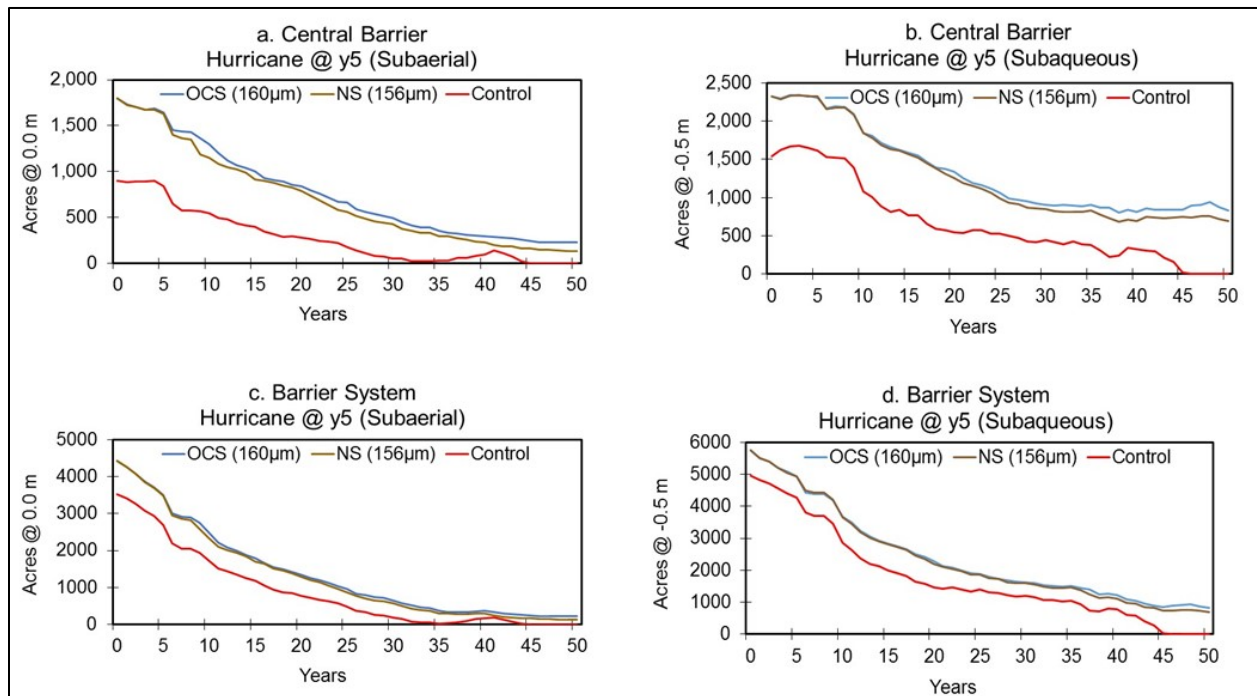 a. Central Barrier
Hurricane @ y5 (Subaerial)
Acres @ 0.0 m
2,000
1,500
1,000
500
0
OCS (160µm) NS (156µm) Control
0 5 10 15 20 25 30 35 40 45 50
Years
b. Central Barrier
Hurricane @ y5 (Subaqueous)
Acres @ -0.5 m
2,500
2,000
1,500
1,000
500
0
OCS (160µm) NS (156µm) Control
0 5 10 15 20 25 30 35 40 45 50
Years
c. Barrier System
Hurricane @ y5 (Subaerial)
Acres @ 0.0 m
5000
4000
3000
2000
1000
0
OCS (160µm) NS (156µm) Control
0 5 10 15 20 25 30 35 40 45 50
Years
d. Barrier System
Hurricane @ y5 (Subaqueous)
Acres @ -0.5 m
6000
5000
4000
3000
2000
1000
0
OCS (160µm) NS (156µm) Control
0 5 10 15 20 25 30 35 40 45 50
Years